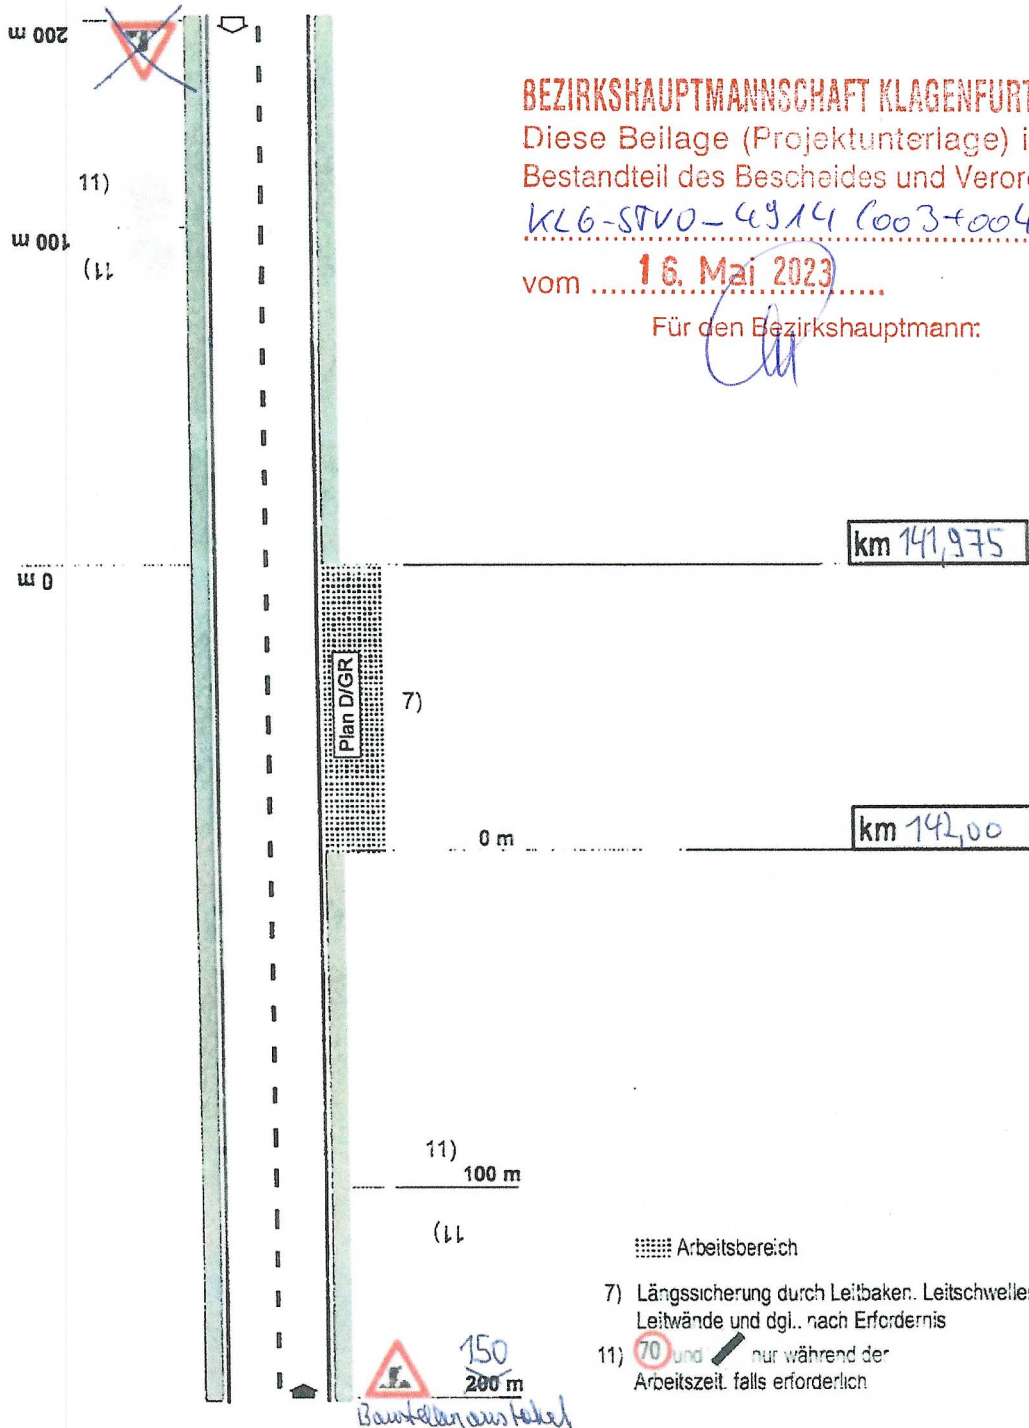 200 m
11)
100 m
11)
BEZIRKSHAUPTMANNSCHAFT KLAGENFURT
Diese Beilage (Projektunterlage) i
Bestandteil des Bescheides und Veror
KLG-STVO-4914 (003+004
vom 16. Mai 2023
Für den Bezirkshauptmann:
km 141,975
0 m
Plan D/GR
7)
0 m
km 142,00
11)
100 m
11)
Arbeitsbereich
7) Längssicherung durch Leitbaken. Leitschwelle
Leitwände und dgl.. nach Erfordernis
11) 70 und nur während der
Arbeitszeit. falls erforderlich
150
200 m